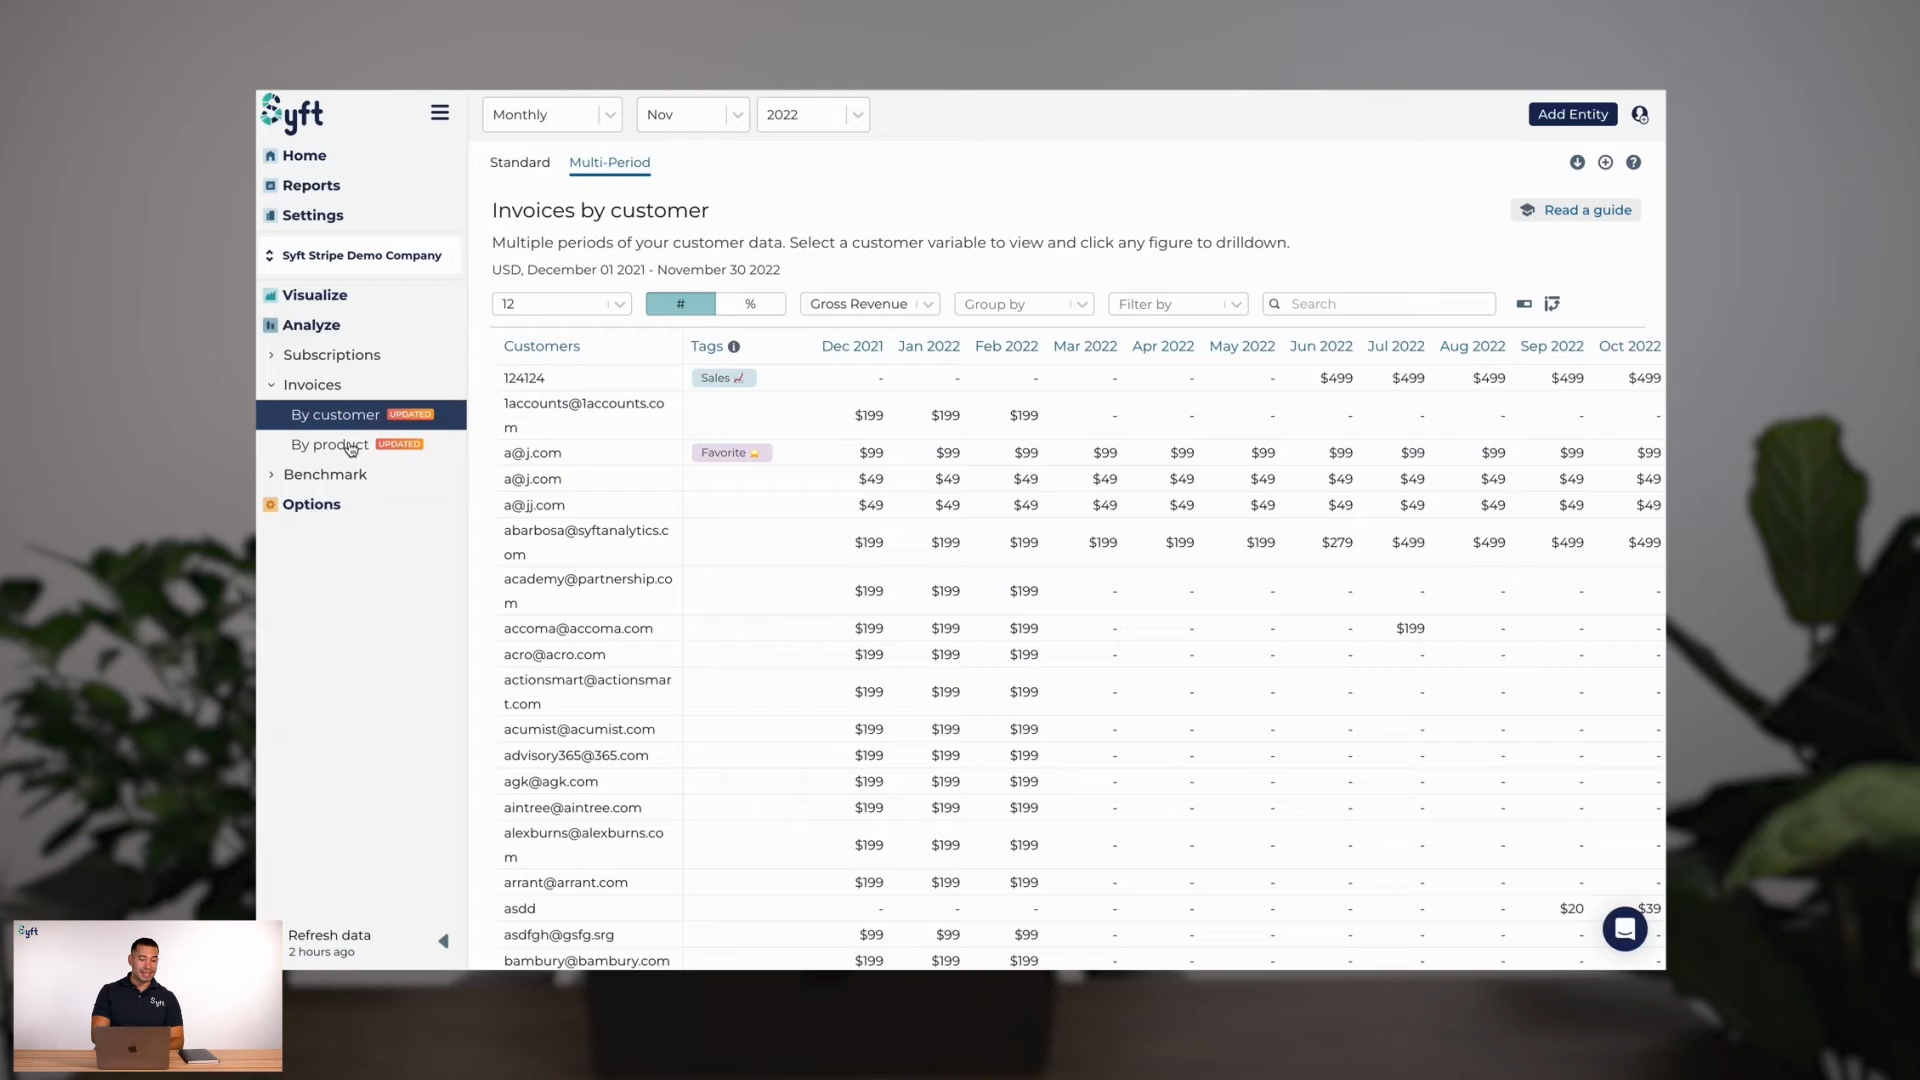 Syft
Monthly
Nov
2022
Add Entity
Home
Reports
Settings
Syft Stripe Demo Company
Visualize
Analyze
Subscriptions
Invoices
By customer UPDATED
By product UPDATED
Benchmark
Options
Refresh data
2 hours ago
Standard Multi-Period
Invoices by customer
Read a guide
Multiple periods of your customer data. Select a customer variable to view and click any figure to drilldown.
USD, December 01 2021 - November 30 2022
12 # % Gross Revenue Group by Filter by Search
Customers Tags Dec 2021 Jan 2022 Feb 2022 Mar 2022 Apr 2022 May 2022 Jun 2022 Jul 2022 Aug 2022 Sep 2022 Oct 2022
124124 Sales - - - - - - $499 $499 $499 $499 $499
1accounts@1accounts.co
m
$199 $199 $199 - - - - - - - -
a@j.com Favorite $99 $99 $99 $99 $99 $99 $99 $99 $99 $99 $99
a@j.com $49 $49 $49 $49 $49 $49 $49 $49 $49 $49 $49
a@jj.com $49 $49 $49 $49 $49 $49 $49 $49 $49 $49 $49
abarbosa@syftanalytics.c
om
$199 $199 $199 $199 $199 $199 $279 $499 $499 $499 $499
academy@partnership.co
m
$199 $199 $199 - - - - - - - -
accoma@accoma.com $199 $199 $199 - - - - $199 - - -
acro@acro.com $199 $199 $199 - - - - - - - -
actionsmart@actionsmar
t.com
$199 $199 $199 - - - - - - - -
acumist@acumist.com $199 $199 $199 - - - - - - - -
advisory365@365.com $199 $199 $199 - - - - - - - -
agk@agk.com $199 $199 $199 - - - - - - - -
aintree@aintree.com $199 $199 $199 - - - - - - - -
alexburns@alexburns.co
m
$199 $199 $199 - - - - - - - -
arrant@arrant.com $199 $199 $199 - - - - - - - -
asdd - - - - - - - - - $20 $39
asdfgh@gsfg.srg $99 $99 $99 - - - - - - - -
bambury@bambury.com $199 $199 $199 - - - - - - - -
Syft
Syft